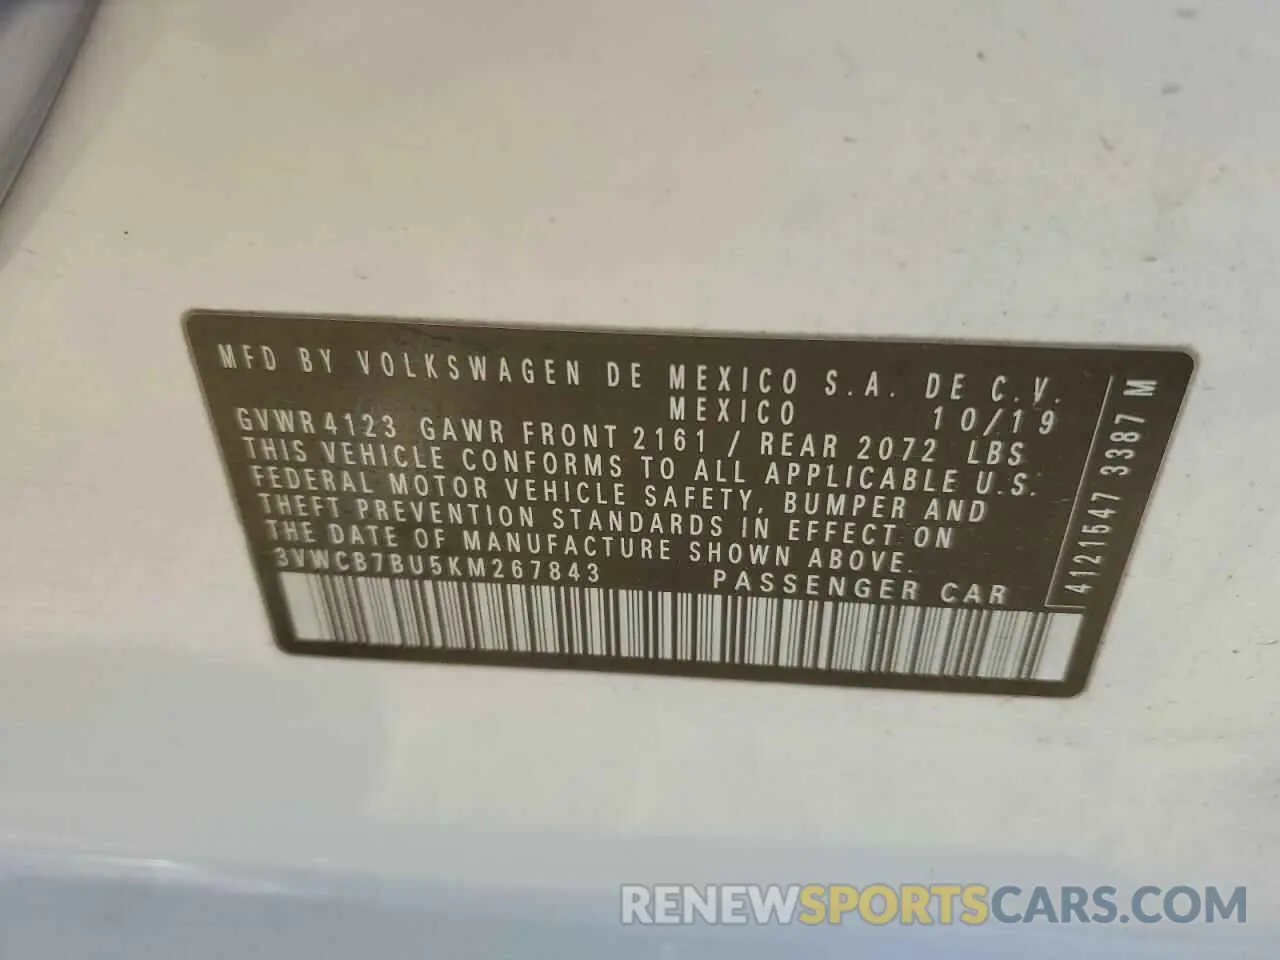 MFD BY VOLKSWAGEN DE MEXICO S.A. DE C.V.
MEXICO 10/19
GVWR 4123 GAWR FRONT 2161 / REAR 2072 LBS
THIS VEHICLE CONFORMS TO ALL APPLICABLE U.S.
FEDERAL MOTOR VEHICLE SAFETY, BUMPER AND
THEFT PREVENTION STANDARDS IN EFFECT ON
THE DATE OF MANUFACTURE SHOWN ABOVE.
3VWCB7BU5KM267843 PASSENGER CAR
4121547 3387 M
RENEWSPORTSCARS.COM